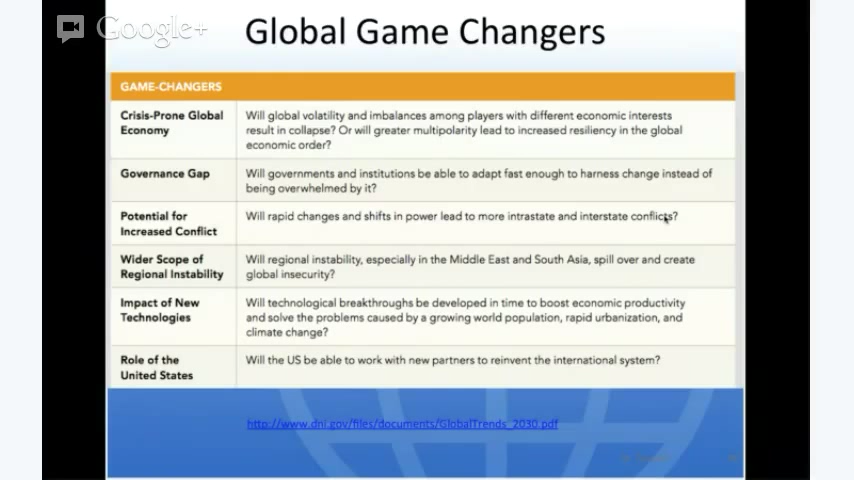 Google+
Global Game Changers
GAME-CHANGERS
Crisis-Prone Global
Economy
Will global volatility and imbalances among players with different economic interests
result in collapse? Or will greater multipolarity lead to increased resiliency in the global
economic order?
Governance Gap
Will governments and institutions be able to adapt fast enough to harness change instead of
being overwhelmed by it?
Potential for
Increased Conflict
Will rapid changes and shifts in power lead to more intrastate and interstate conflicts?
Wider Scope of
Regional Instability
Will regional instability, especially in the Middle East and South Asia, spill over and create
global insecurity?
Impact of New
Technologies
Will technological breakthroughs be developed in time to boost economic productivity
and solve the problems caused by a growing world population, rapid urbanization, and
climate change?
Role of the
United States
Will the US be able to work with new partners to reinvent the international system?
http://www.dni.gov/files/documents/GlobalTrends_2030.pdf